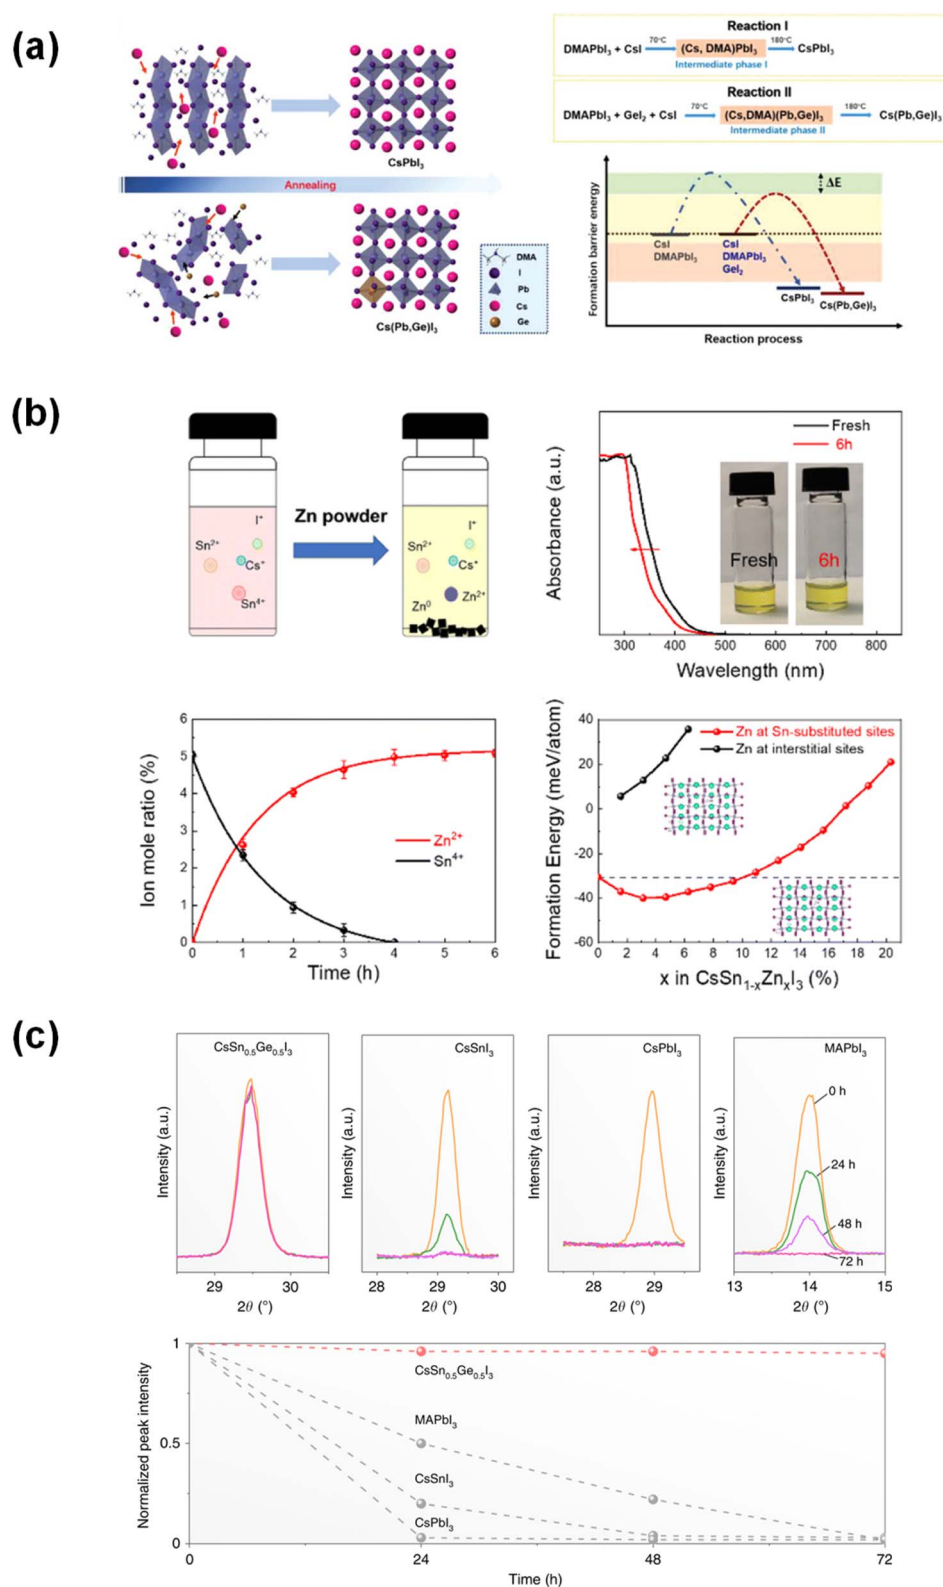 (a)
CsPbI₃
Annealing
Cs(Pb,Ge)I₃
DMA
I
Pb
Cs
Ge
Reaction I
DMAPbI₃ + CsI 70°C (Cs, DMA)PbI₃ 180°C CsPbI₃
Intermediate phase I
Reaction II
DMAPbI₃ + GeI₂ + CsI 70°C (Cs,DMA)(Pb,Ge)I₃ 180°C Cs(Pb,Ge)I₃
Intermediate phase II
Formation barrier energy
ΔE
CsI
DMAPbI₃
CsI
DMAPbI₃
GeI₂
CsPbI₃
Cs(Pb,Ge)I₃
Reaction process
(b)
Zn powder
I⁺
Sn²⁺
Cs⁺
Sn⁴⁺
I⁺
Sn²⁺
Cs⁺
Zn²⁺
Zn⁰
Absorbance (a.u.)
Fresh
6h
Fresh
6h
300 400 500 600 700 800
Wavelength (nm)
Ion mole ratio (%)
6
5
4
3
2
1
0
Zn²⁺
Sn⁴⁺
0 1 2 3 4 5 6
Time (h)
Formation Energy (meV/atom)
40
20
0
-20
-40
-60
Zn at Sn-substituted sites
Zn at interstitial sites
0 2 4 6 8 10 12 14 16 18 20
x in CsSn₁₋ₓZnₓI₃ (%)
(c)
CsSn₀.₅Ge₀.₅I₃
Intensity (a.u.)
29 30
2θ (°)
CsSnI₃
Intensity (a.u.)
28 29 30
2θ (°)
CsPbI₃
Intensity (a.u.)
28 29
2θ (°)
MAPbI₃
Intensity (a.u.)
0 h
24 h
48 h
72 h
13 14 15
2θ (°)
Normalized peak intensity
1
0.5
0
CsSn₀.₅Ge₀.₅I₃
MAPbI₃
CsSnI₃
CsPbI₃
0 24 48 72
Time (h)